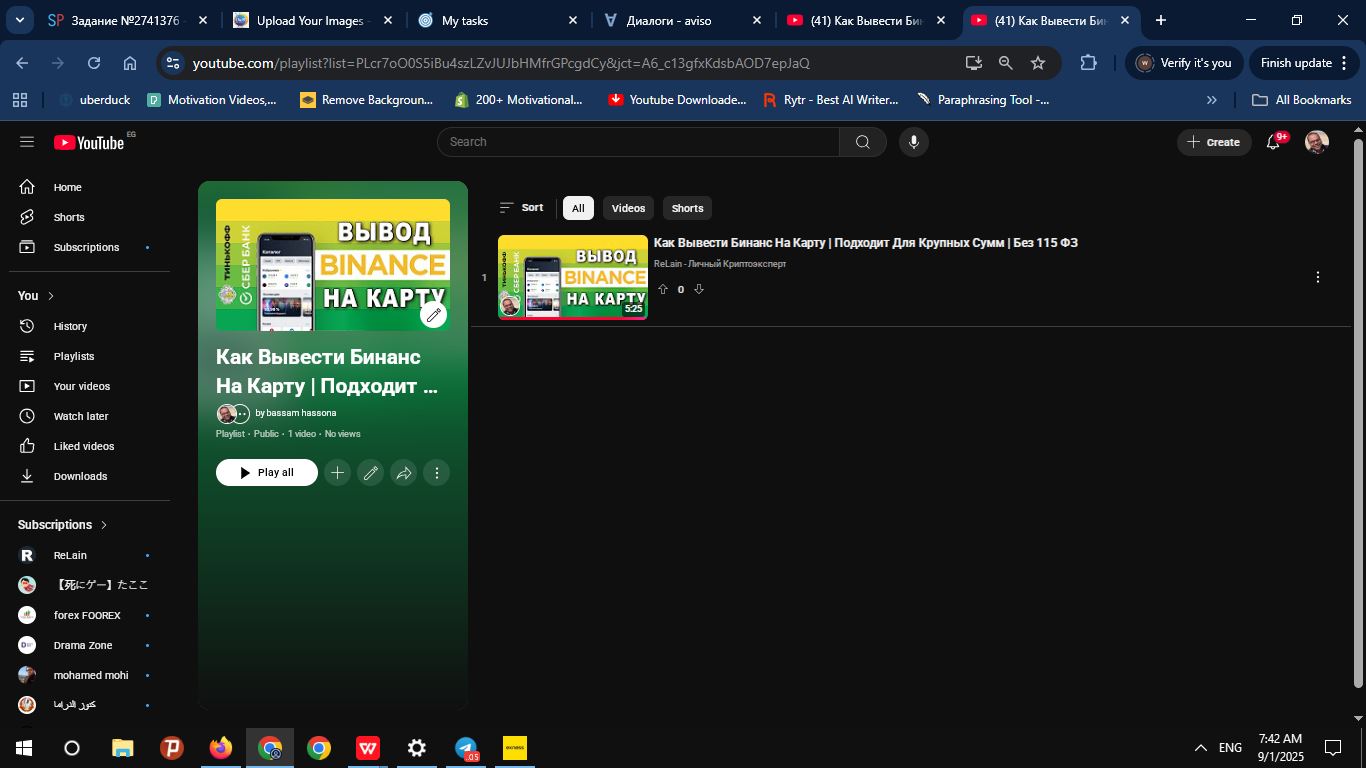 Задание №2741376 -
Upload Your Images -
My tasks
Диалоги - aviso
(41) Как Вывести Бин
(41) Как Вывести Бин
youtube.com/playlist?list=PLcr7oO0S5iBu4szLZvJUJbHMfrGPcgdCy&jct=A6_c13gfxKdsbAOD7epJaQ
Verify it's you
Finish update
uberduck
Motivation Videos,...
Remove Backgroun...
200+ Motivational...
Youtube Downloade...
Rytr - Best AI Writer...
Paraphrasing Tool -...
All Bookmarks
YouTube EG
Search
Create
9+
Home
Shorts
Subscriptions
You
History
Playlists
Your videos
Watch later
Liked videos
Downloads
Subscriptions
ReLain
【死にゲー】たここ
forex FOOREX
Drama Zone
mohamed mohi
كنوز الدراما
ТИНЬКОФФ
СБЕР БАНК
Каталог
ВЫВОД
BINANCE
НА КАРТУ
Как Вывести Бинанс
На Карту | Подходит ...
by bassam hassona
Playlist • Public • 1 video • No views
Play all
Sort
All
Videos
Shorts
1
ТИНЬКОФФ
СБЕРБАНК
ВЫВОД
BINANCE
НА КАРТУ
5:25
Как Вывести Бинанс На Карту | Подходит Для Крупных Сумм | Без 115 ФЗ
ReLain - Личный Криптоэксперт
0
exness
ENG
7:42 AM
9/1/2025